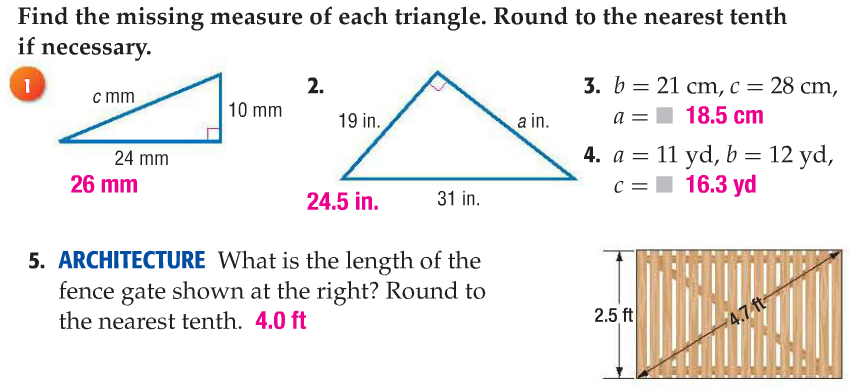 Find the missing measure of each triangle. Round to the nearest tenth
if necessary.
1
c mm
10 mm
24 mm
26 mm
2.
19 in.
a in.
31 in.
24.5 in.
3. b = 21 cm, c = 28 cm,
a = ■ 18.5 cm
4. a = 11 yd, b = 12 yd,
c = ■ 16.3 yd
5. ARCHITECTURE What is the length of the
fence gate shown at the right? Round to
the nearest tenth. 4.0 ft
2.5 ft
4.7 ft